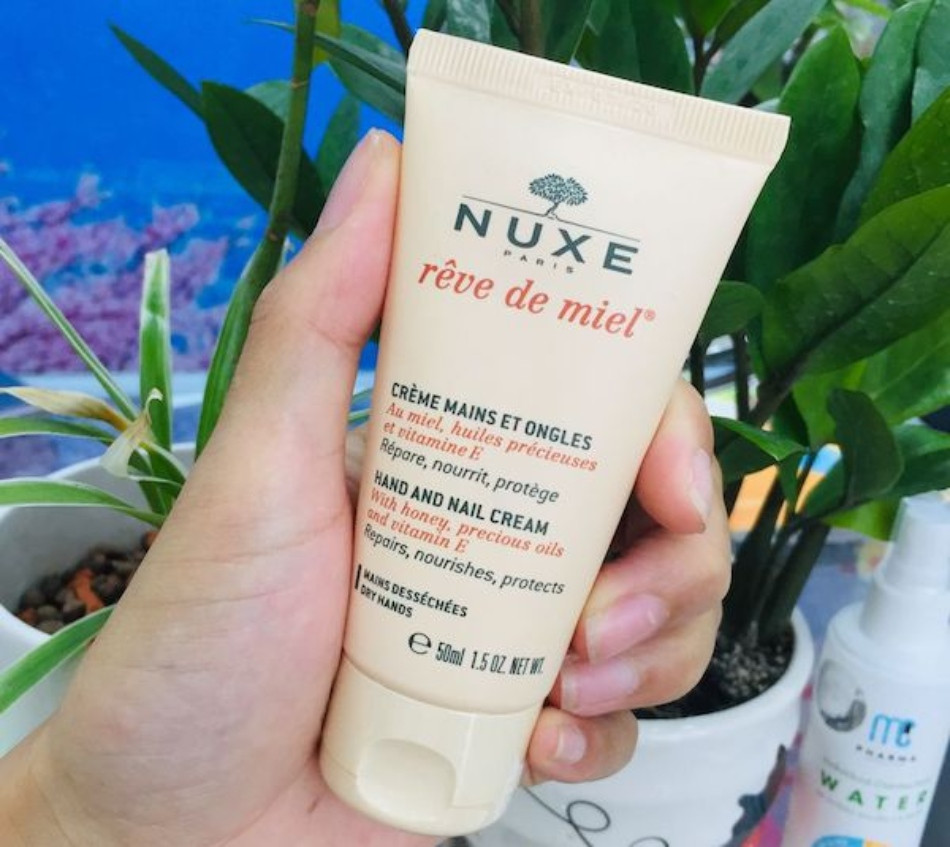 NUXE
PARIS
rêve de miel®
CRÈME MAINS ET ONGLES
Au miel, huiles précieuses
et vitamine E
Répare, nourrit, protège
HAND AND NAIL CREAM
With honey, precious oils
and vitamin E
Repairs, nourishes, protects
MAINS DESSÉCHÉES
DRY HANDS
℮ 50ml 1.5 OZ. NET WT.
PHARMA
WATER